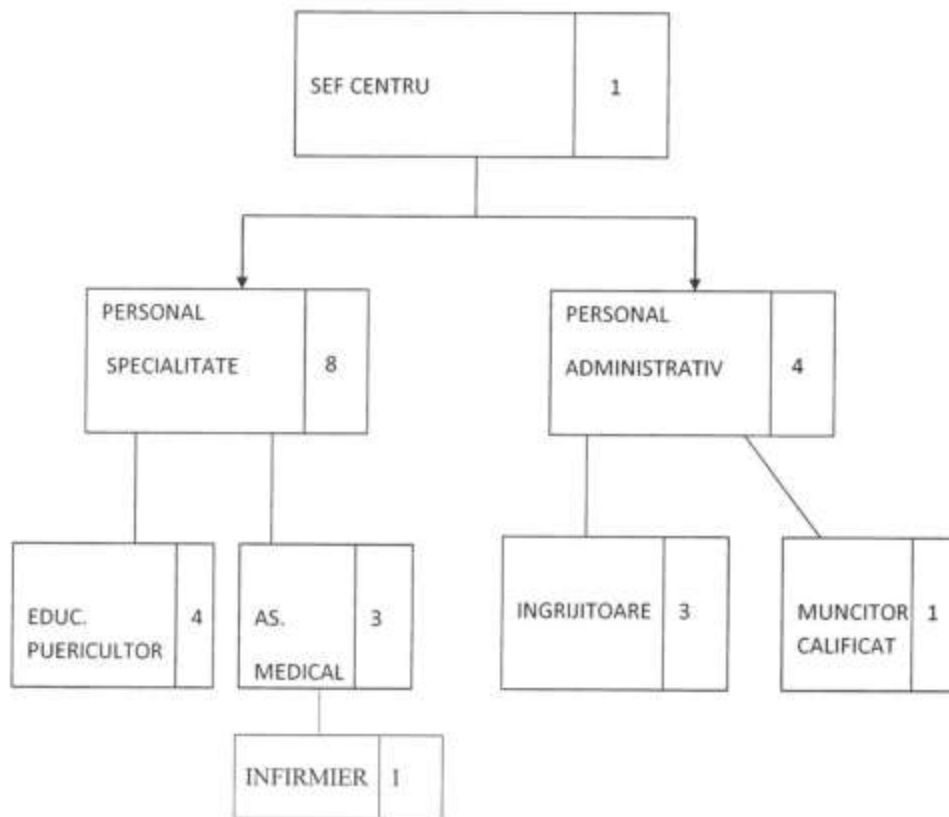 SEF CENTRU
1
PERSONAL
SPECIALITATE
8
PERSONAL
ADMINISTRATIV
4
EDUC.
PUERICULTOR
4
AS.
MEDICAL
3
INGRIJITOARE
3
MUNCITOR
CALIFICAT
1
INFIRMIER
1